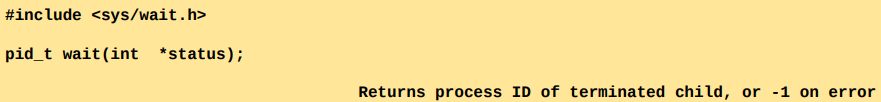 #include <sys/wait.h>
pid_t wait(int  *status);
Returns process ID of terminated child, or -1 on error